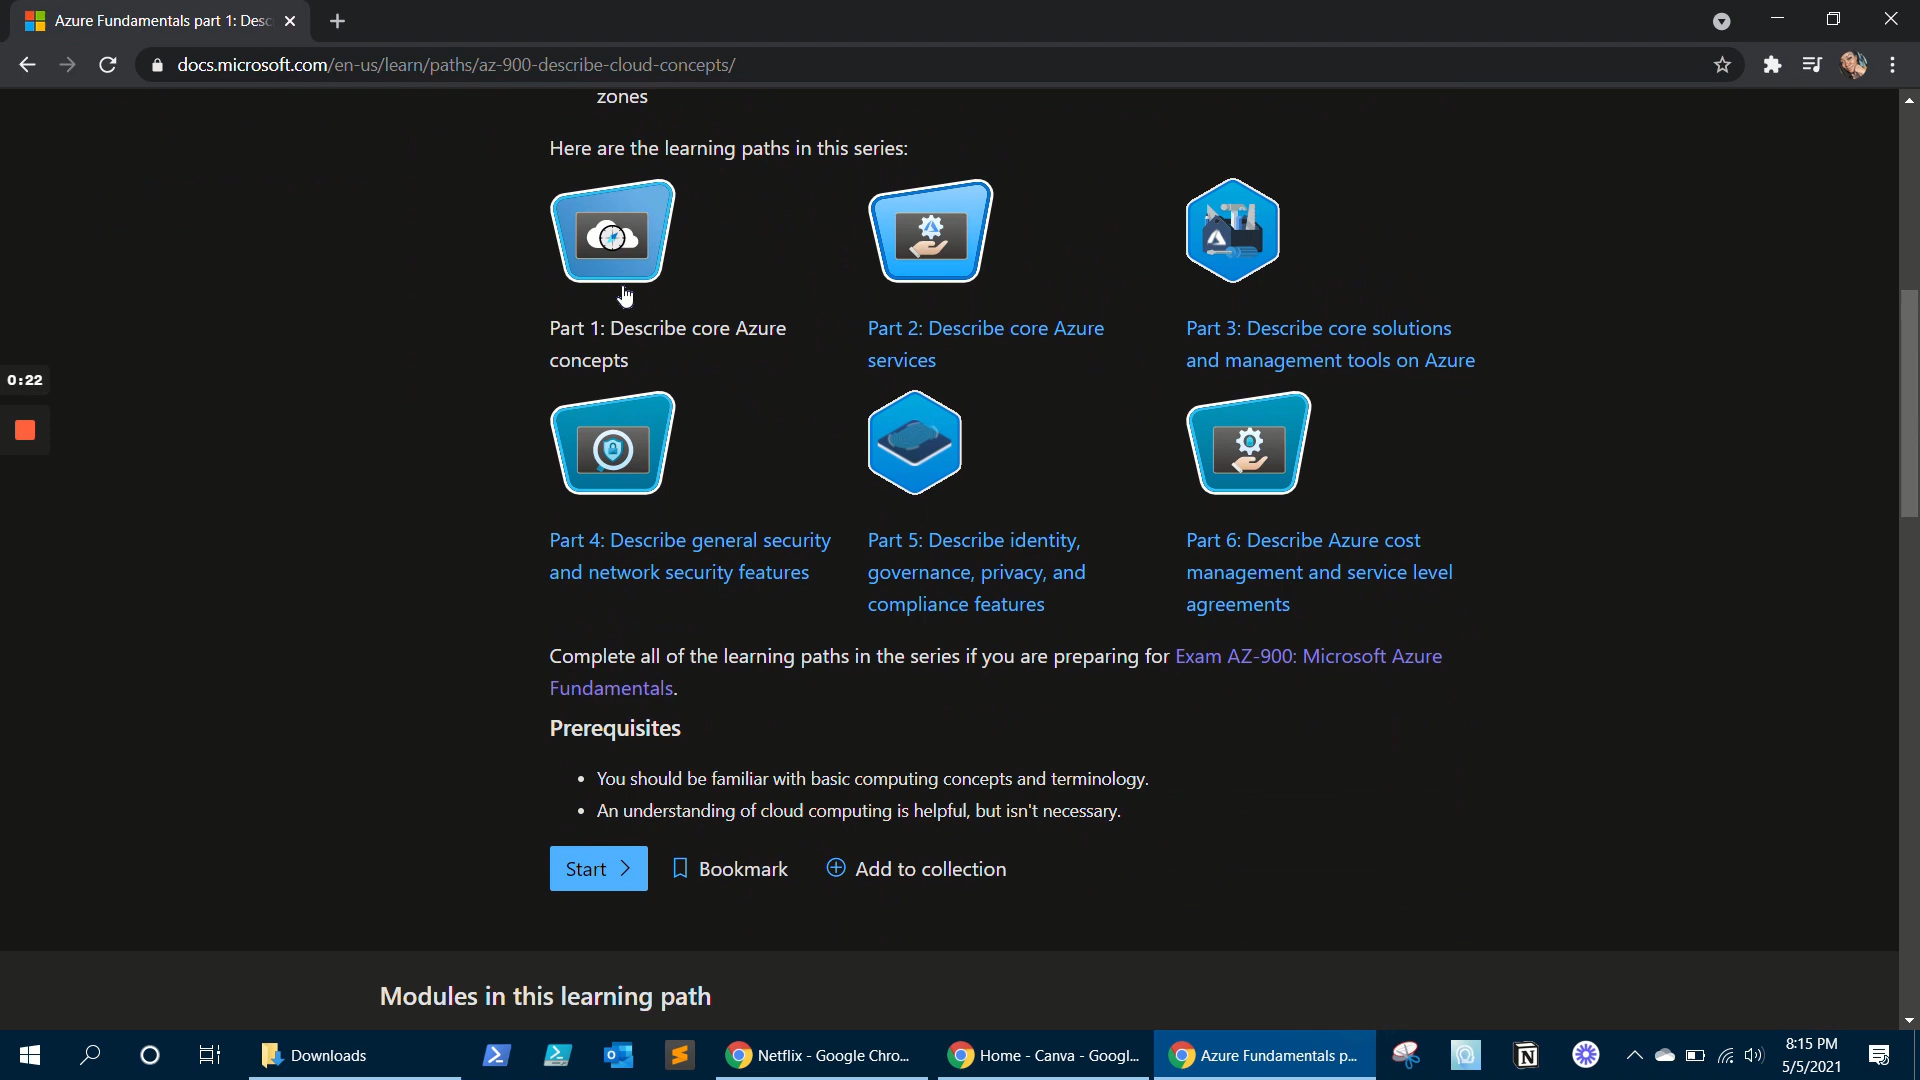 Azure Fundamentals part 1: Desc
docs.microsoft.com/en-us/learn/paths/az-900-describe-cloud-concepts/
zones
Here are the learning paths in this series:
Part 1: Describe core Azure
concepts
Part 2: Describe core Azure
services
Part 3: Describe core solutions
and management tools on Azure
0:22
Part 4: Describe general security
and network security features
Part 5: Describe identity,
governance, privacy, and
compliance features
Part 6: Describe Azure cost
management and service level
agreements
Complete all of the learning paths in the series if you are preparing for Exam AZ-900: Microsoft Azure
Fundamentals.
Prerequisites
• You should be familiar with basic computing concepts and terminology.
• An understanding of cloud computing is helpful, but isn't necessary.
Start
Bookmark
Add to collection
Modules in this learning path
Downloads
Netflix - Google Chro...
Home - Canva - Googl...
Azure Fundamentals p...
8:15 PM
5/5/2021